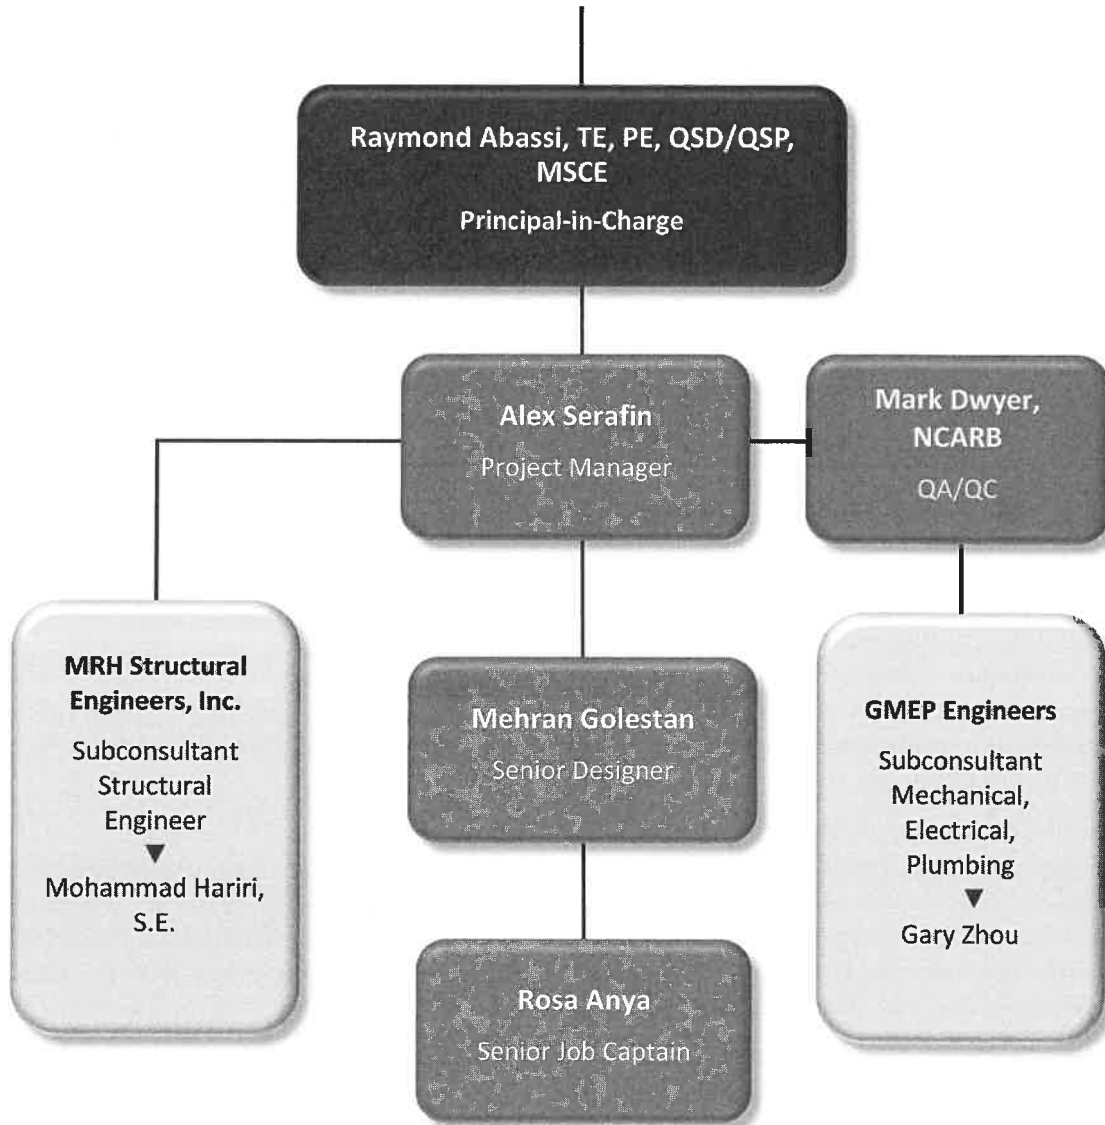 Raymond Abassi, TE, PE, QSD/QSP,
MSCE
Principal-in-Charge
Alex Serafin
Project Manager
Mark Dwyer,
NCARB
QA/QC
MRH Structural
Engineers, Inc.
Subconsultant
Structural
Engineer
▼
Mohammad Hariri,
S.E.
Mehran Golestan
Senior Designer
GMEP Engineers
Subconsultant
Mechanical,
Electrical,
Plumbing
▼
Gary Zhou
Rosa Anya
Senior Job Captain